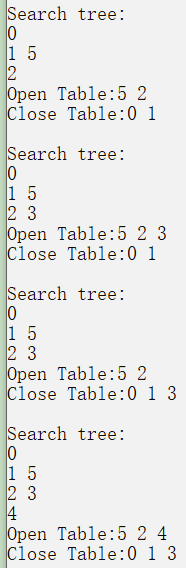 Search tree:
0
1 5
2
Open Table:5 2
Close Table:0 1

Search tree:
0
1 5
2 3
Open Table:5 2 3
Close Table:0 1

Search tree:
0
1 5
2 3
Open Table:5 2
Close Table:0 1 3

Search tree:
0
1 5
2 3
4
Open Table:5 2 4
Close Table:0 1 3